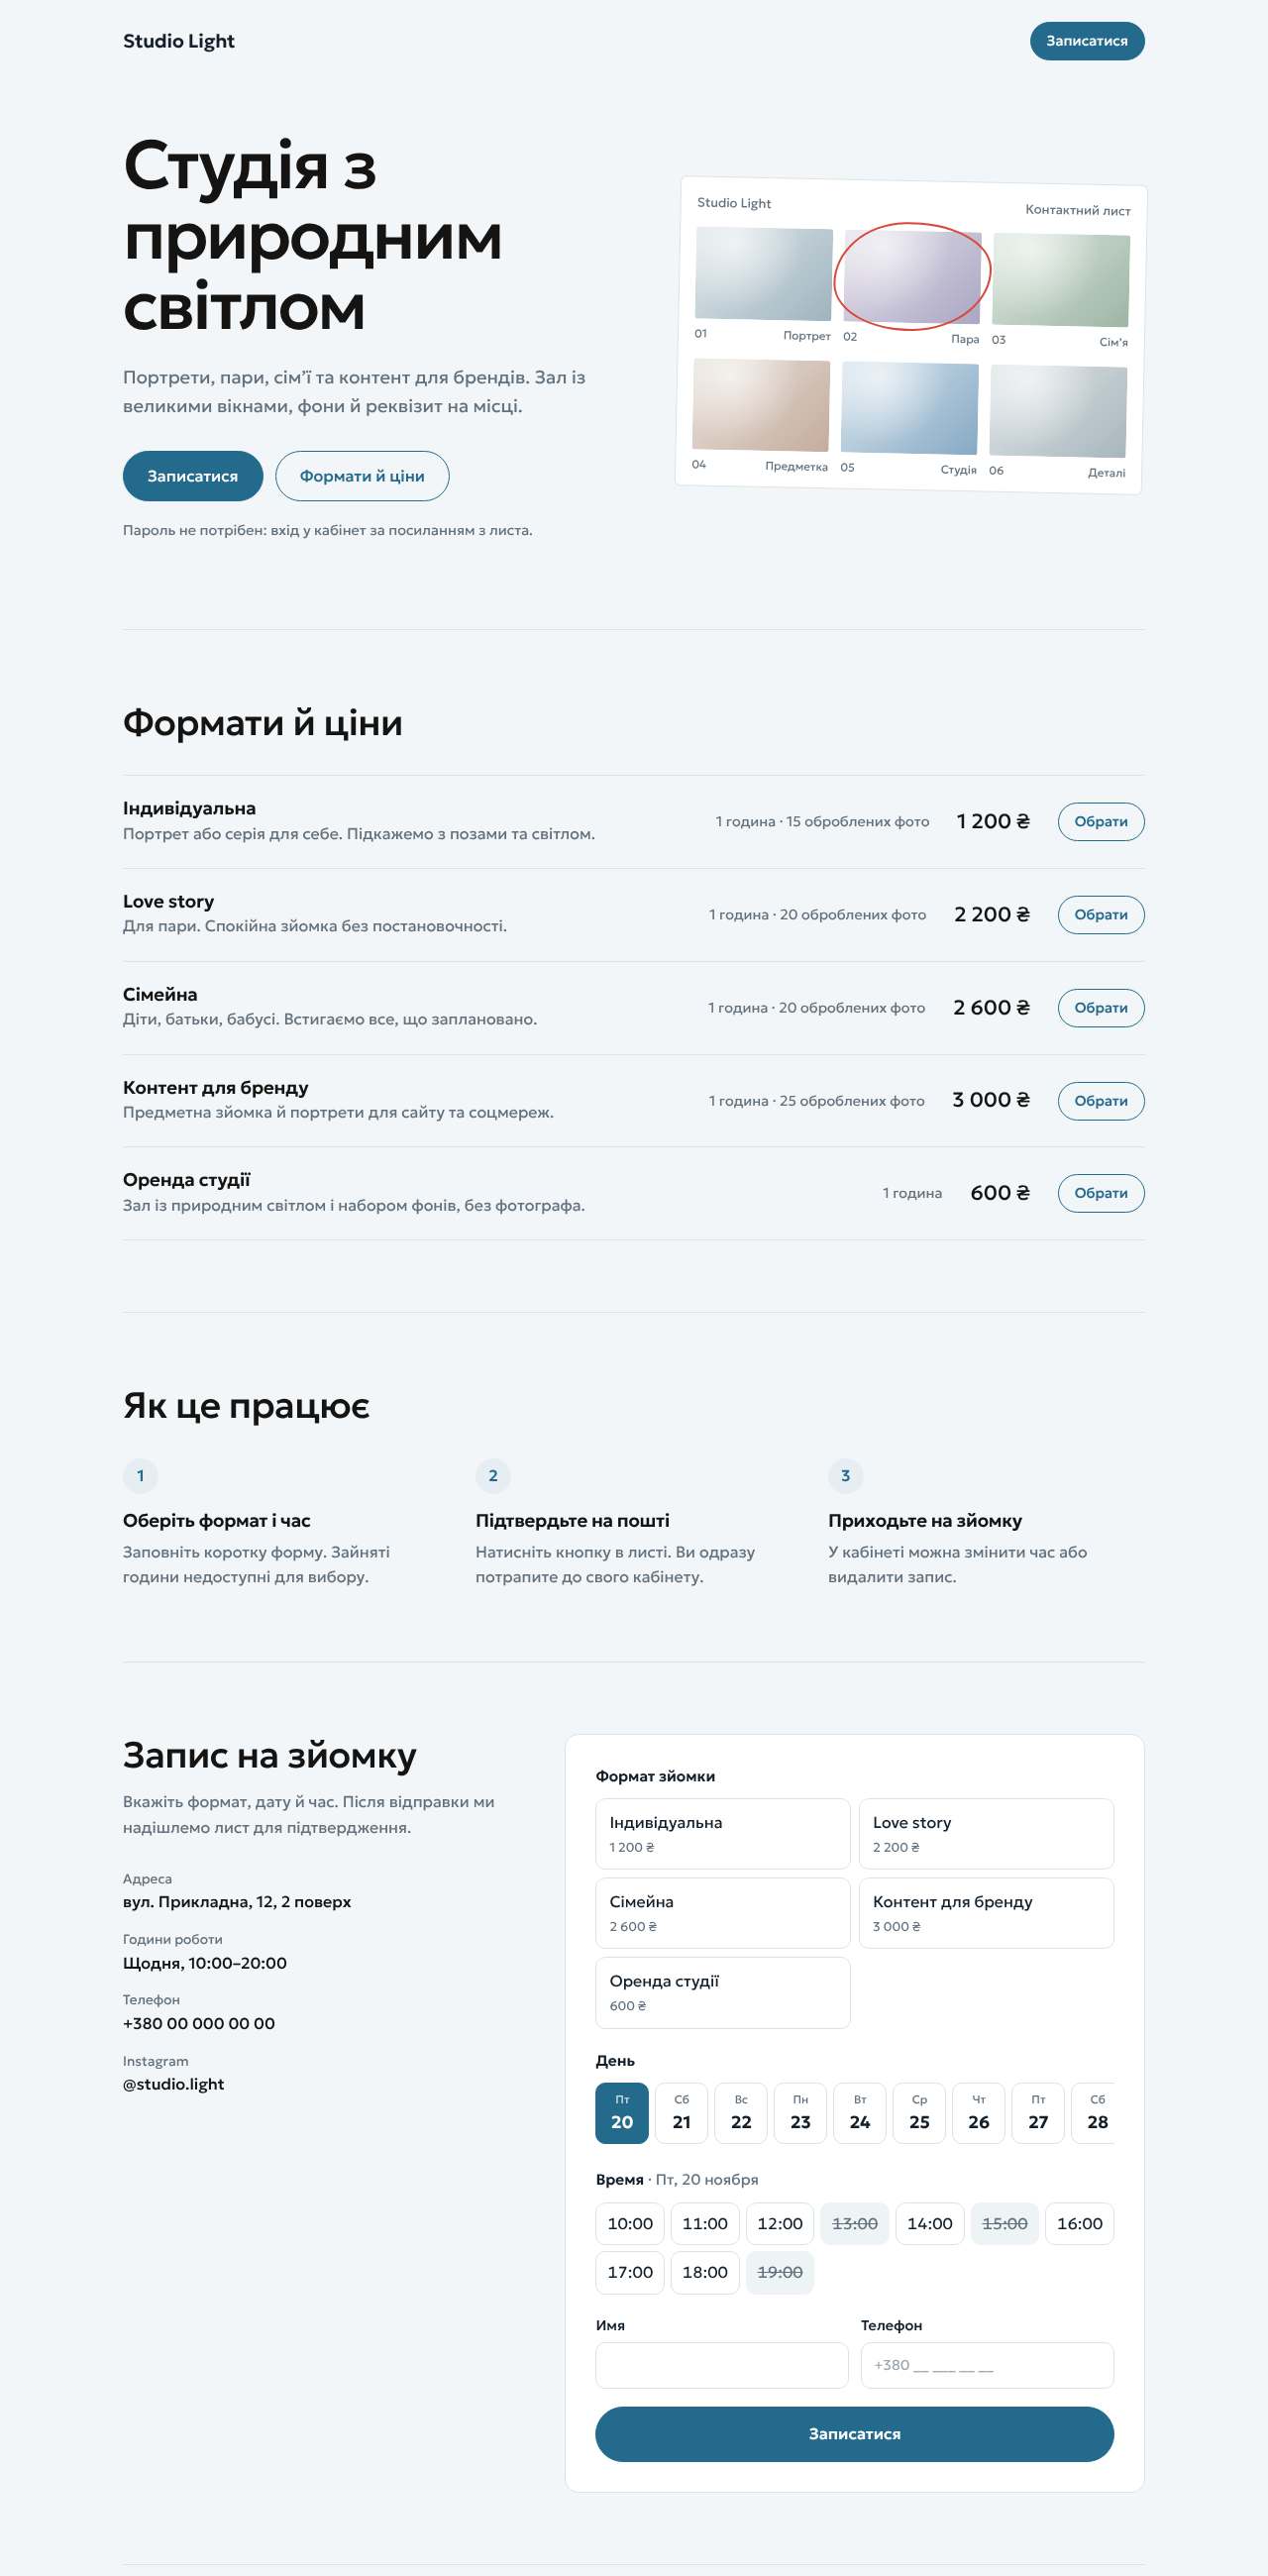 Studio Light
Записатися
Студія з
природним
світлом
Портрети, пари, сім’ї та контент для брендів. Зал із
великими вікнами, фони й реквізит на місці.
Записатися
Формати й ціни
Пароль не потрібен: вхід у кабінет за посиланням з листа.
Studio Light
Контактний лист
01 Портрет
02 Пара
03 Сім’я
04 Предметка
05 Студія
06 Деталі
Формати й ціни
Індивідуальна
Портрет або серія для себе. Підкажемо з позами та світлом.
1 година · 15 оброблених фото
1 200 ₴
Обрати
Love story
Для пари. Спокійна зйомка без постановочності.
1 година · 20 оброблених фото
2 200 ₴
Обрати
Сімейна
Діти, батьки, бабусі. Встигаємо все, що заплановано.
1 година · 20 оброблених фото
2 600 ₴
Обрати
Контент для бренду
Предметна зйомка й портрети для сайту та соцмереж.
1 година · 25 оброблених фото
3 000 ₴
Обрати
Оренда студії
Зал із природним світлом і набором фонів, без фотографа.
1 година
600 ₴
Обрати
Як це працює
1
Оберіть формат і час
Заповніть коротку форму. Зайняті
години недоступні для вибору.
2
Підтвердьте на пошті
Натисніть кнопку в листі. Ви одразу
потрапите до свого кабінету.
3
Приходьте на зйомку
У кабінеті можна змінити час або
видалити запис.
Запис на зйомку
Вкажіть формат, дату й час. Після відправки ми
надішлемо лист для підтвердження.
Адреса
вул. Прикладна, 12, 2 поверх
Години роботи
Щодня, 10:00–20:00
Телефон
+380 00 000 00 00
Instagram
@studio.light
Формат зйомки
Індивідуальна
1 200 ₴
Love story
2 200 ₴
Сімейна
2 600 ₴
Контент для бренду
3 000 ₴
Оренда студії
600 ₴
День
Пт Сб Вс Пн Вт Ср Чт Пт Сб
20 21 22 23 24 25 26 27 28
Время · Пт, 20 ноября
10:00 11:00 12:00 13:00 14:00 15:00 16:00
17:00 18:00 19:00
Имя
Телефон
+380 __ ___ __ __
Записатися